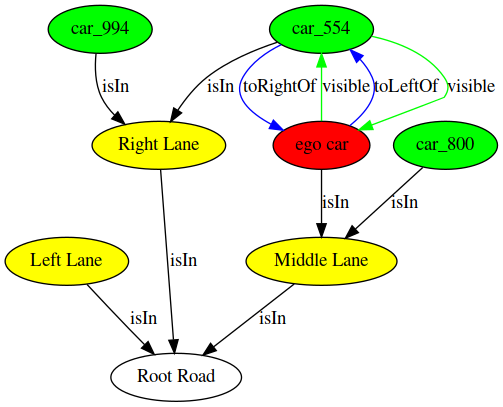 car_994
car_554
isIn
isIn
toRightOf
visible
toLeftOf
visible
Right Lane
ego car
car_800
isIn
isIn
Left Lane
isIn
Middle Lane
isIn
isIn
Root Road